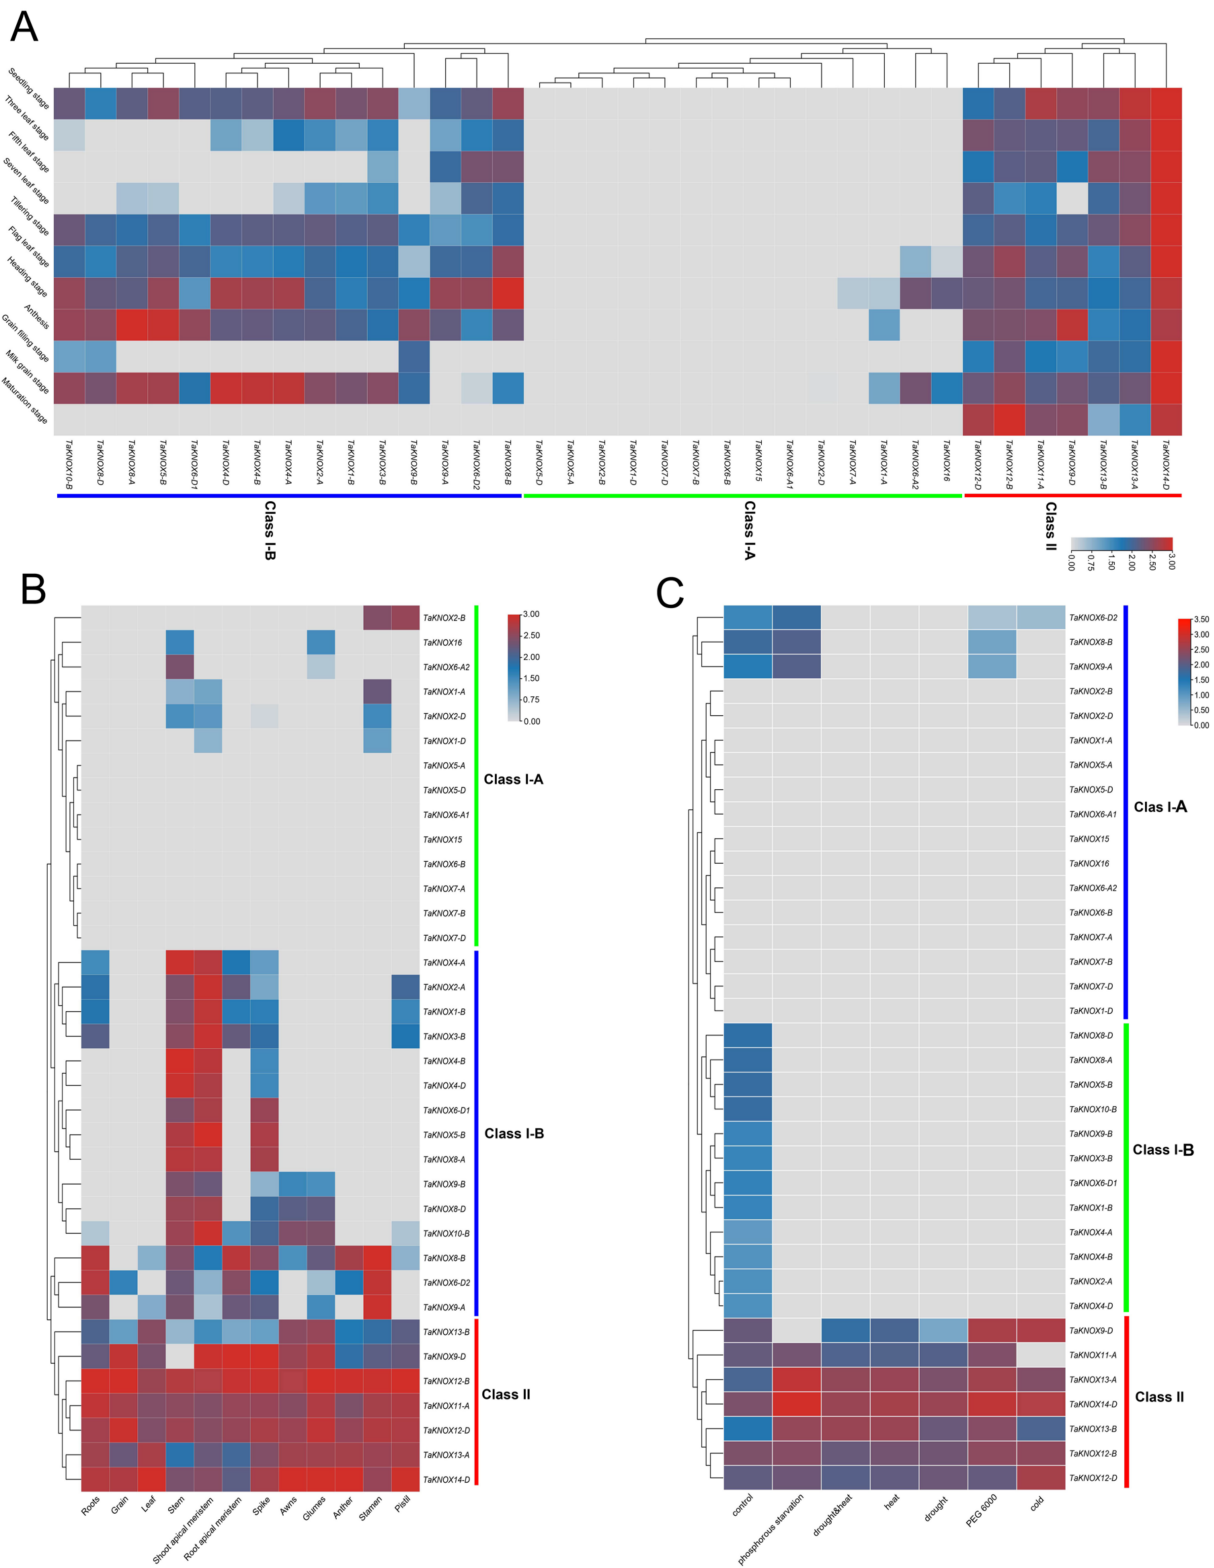 A
Seedling stage
Three leaf stage
Fifth leaf stage
Seven leaf stage
Tillering stage
Flag leaf stage
Heading stage
Anthesis
Grain filling stage
Milk grain stage
Maturation stage
TaKNOX10-B
TaKNOX8-D
TaKNOX8-A
TaKNOX5-B
TaKNOX6-D1
TaKNOX4-D
TaKNOX4-B
TaKNOX4-A
TaKNOX2-A
TaKNOX1-B
TaKNOX3-B
TaKNOX9-B
TaKNOX9-A
TaKNOX6-D2
TaKNOX8-B
TaKNOX5-D
TaKNOX5-A
TaKNOX2-B
TaKNOX1-D
TaKNOX7-D
TaKNOX7-B
TaKNOX6-B
TaKNOX15
TaKNOX6-A1
TaKNOX2-D
TaKNOX7-A
TaKNOX1-A
TaKNOX6-A2
TaKNOX16
TaKNOX12-D
TaKNOX12-B
TaKNOX11-A
TaKNOX9-D
TaKNOX13-B
TaKNOX13-A
TaKNOX14-D
Class I-B
Class I-A
Class II
0.00
0.75
1.50
2.00
2.50
3.00
B
TaKNOX2-B
TaKNOX16
TaKNOX6-A2
TaKNOX1-A
TaKNOX2-D
TaKNOX1-D
TaKNOX5-A
TaKNOX5-D
TaKNOX6-A1
TaKNOX15
TaKNOX6-B
TaKNOX7-A
TaKNOX7-B
TaKNOX7-D
TaKNOX4-A
TaKNOX2-A
TaKNOX1-B
TaKNOX3-B
TaKNOX4-B
TaKNOX4-D
TaKNOX6-D1
TaKNOX5-B
TaKNOX8-A
TaKNOX9-B
TaKNOX8-D
TaKNOX10-B
TaKNOX8-B
TaKNOX6-D2
TaKNOX9-A
TaKNOX13-B
TaKNOX9-D
TaKNOX12-B
TaKNOX11-A
TaKNOX12-D
TaKNOX13-A
TaKNOX14-D
Class I-A
Class I-B
Class II
3.00
2.50
2.00
1.50
0.75
0.00
Roots
Grain
Leaf
Stem
Shoot apical meristem
Root apical meristem
Spike
Awns
Glumes
Anther
Stamen
Pistil
C
TaKNOX6-D2
TaKNOX8-B
TaKNOX9-A
TaKNOX2-B
TaKNOX2-D
TaKNOX1-A
TaKNOX5-A
TaKNOX5-D
TaKNOX6-A1
TaKNOX15
TaKNOX16
TaKNOX6-A2
TaKNOX6-B
TaKNOX7-A
TaKNOX7-B
TaKNOX7-D
TaKNOX1-D
TaKNOX8-D
TaKNOX8-A
TaKNOX5-B
TaKNOX10-B
TaKNOX9-B
TaKNOX3-B
TaKNOX6-D1
TaKNOX1-B
TaKNOX4-A
TaKNOX4-B
TaKNOX2-A
TaKNOX4-D
TaKNOX9-D
TaKNOX11-A
TaKNOX13-A
TaKNOX14-D
TaKNOX13-B
TaKNOX12-B
TaKNOX12-D
Clas I-A
Class I-B
Class II
3.50
3.00
2.50
2.00
1.50
1.00
0.50
0.00
control
phosphorous starvation
drought&heat
heat
drought
PEG 6000
cold